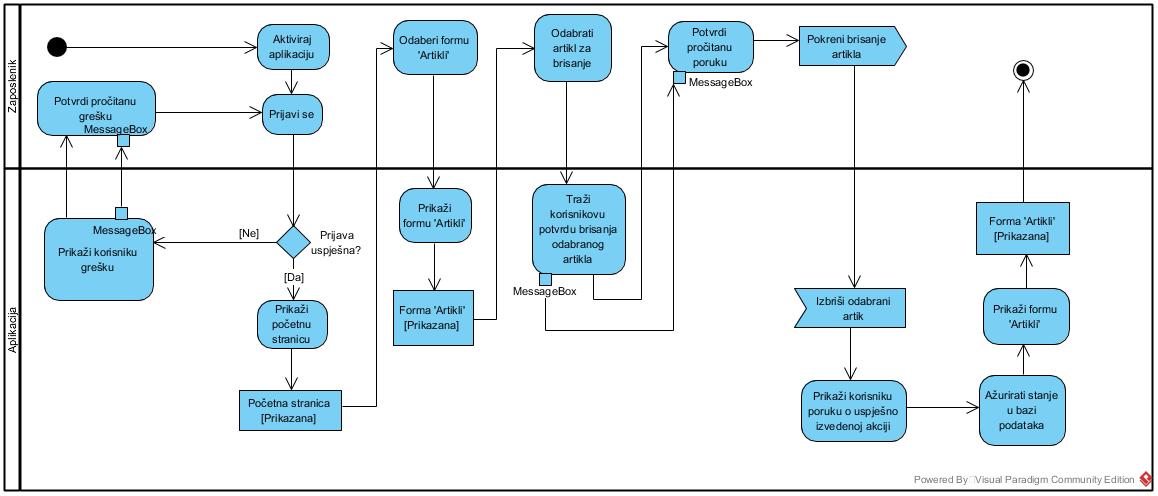 Zaposlenik
Aktiviraj
aplikaciju
Potvrdi pročitanu
grešku
MessageBox
Prijavi se
Odaberi formu
'Artikli'
Odabrati
artikl za
brisanje
Potvrdi
pročitanu
poruku
MessageBox
Pokreni brisanje
artikla
Aplikacija
MessageBox
Prikaži korisniku
grešku
[Ne]
Prijava
uspješna?
[Da]
Prikaži
početnu
stranicu
Početna stranica
[Prikazana]
Prikaži
formu 'Artikli'
Forma 'Artikli'
[Prikazana]
Traži
korisnikovu
potvrdu brisanja
odabranog
artikla
MessageBox
Izbriši odabrani
artik
Prikaži korisniku
poruku o uspješno
izvedenoj akciji
Ažurirati stanje
u bazi
podataka
Prikaži formu
'Artikli'
Forma 'Artikli'
[Prikazana]
Powered By Visual Paradigm Community Edition